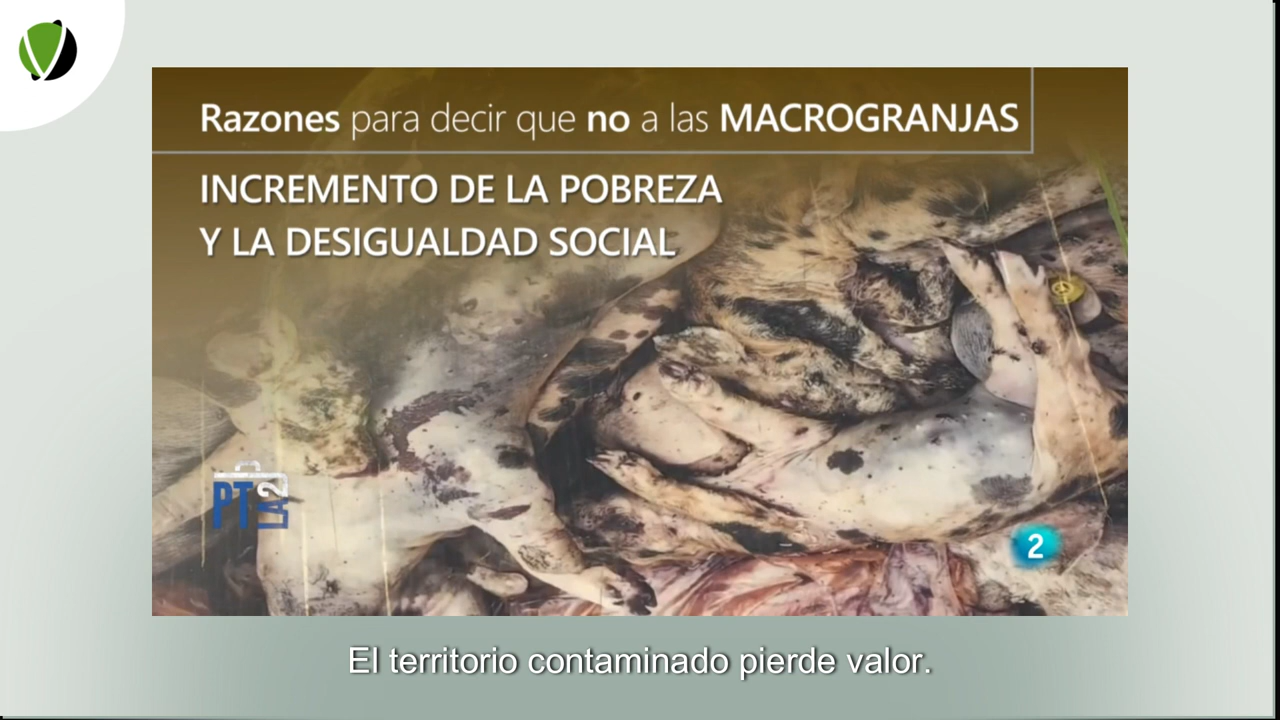 Razones para decir que no a las MACROGRANJAS
INCREMENTO DE LA POBREZA
Y LA DESIGUALDAD SOCIAL
PT
LA2
2
El territorio contaminado pierde valor.